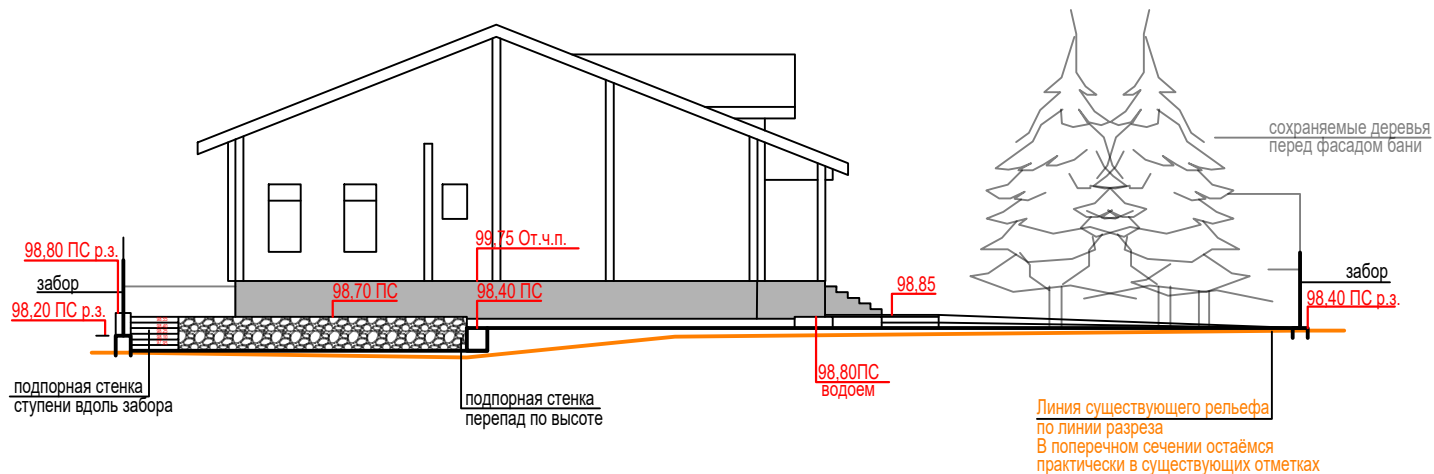 сохраняемые деревья
перед фасадом бани
99,75 От.ч.п.
98,80 ПС р.з.
забор
98,20 ПС р.з.
98,70 ПС
98,40 ПС
98,85
забор
98,40 ПС р.з.
98,80ПС
водоем
подпорная стенка
ступени вдоль забора
подпорная стенка
перепад по высоте
Линия существующего рельефа
по линии разреза
В поперечном сечении остаёмся
практически в существующих отметках